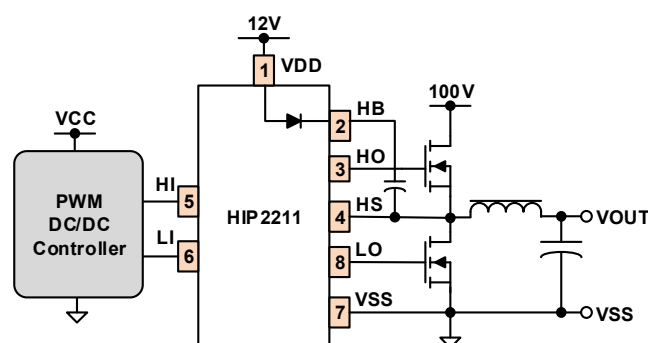 12V
1 VDD
HB
2
100V
VCC
HO
3
PWM
DC/DC
Controller
HI
5
HIP2211
HS
4
VOUT
LI
6
LO
8
VSS
7
VSS